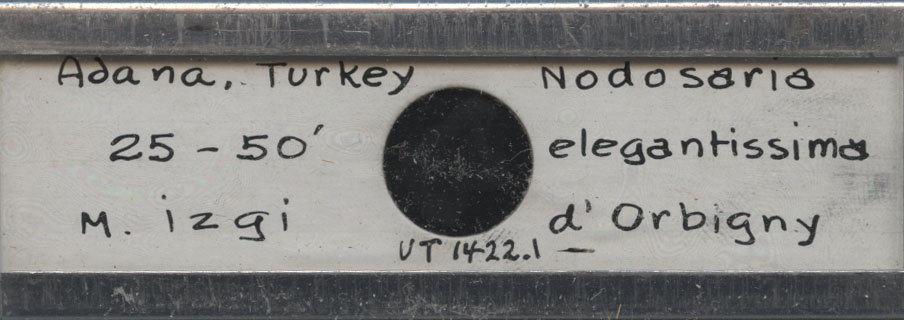 Adana, Turkey
25 - 50'
M. izgi
Nodosaria
elegantissima
d'Orbigny
UT 1422.1